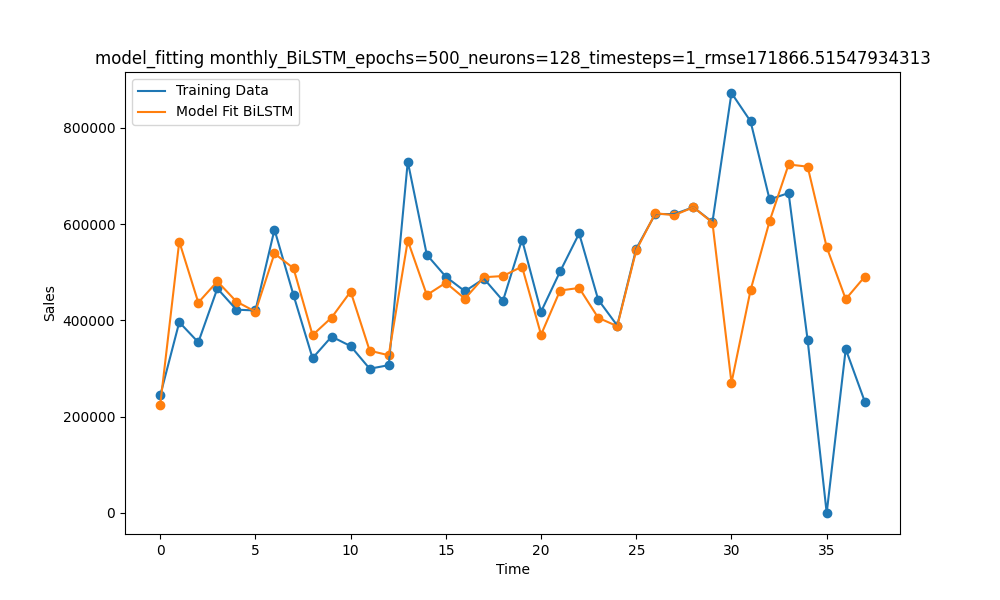 model_fitting monthly_BiLSTM_epochs=500_neurons=128_timesteps=1_rmse171866.51547934313
Training Data
Model Fit BiLSTM
800000
600000
400000
200000
0
Sales
0 5 10 15 20 25 30 35
Time